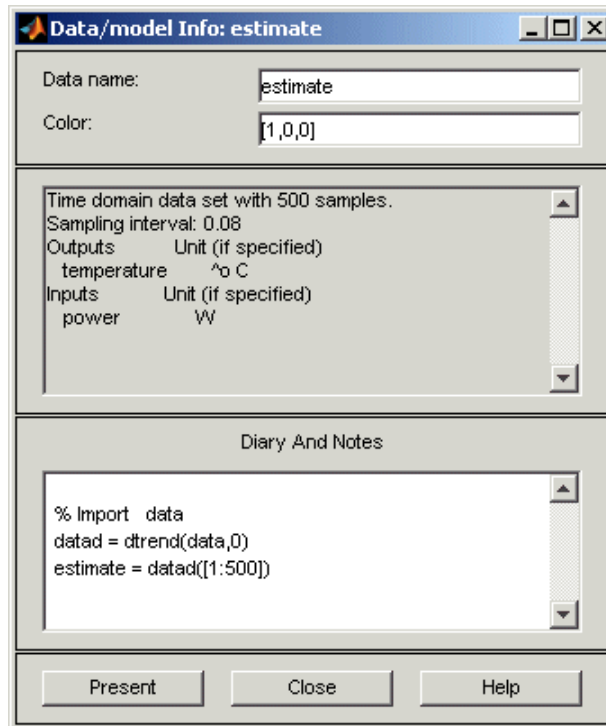 Data/model Info: estimate
Data name: estimate
Color: [1,0,0]
Time domain data set with 500 samples.
Sampling interval: 0.08
Outputs Unit (if specified)
temperature ^o C
Inputs Unit (if specified)
power W
Diary And Notes
% Import data
datad = dtrend(data,0)
estimate = datad([1:500])
Present Close Help